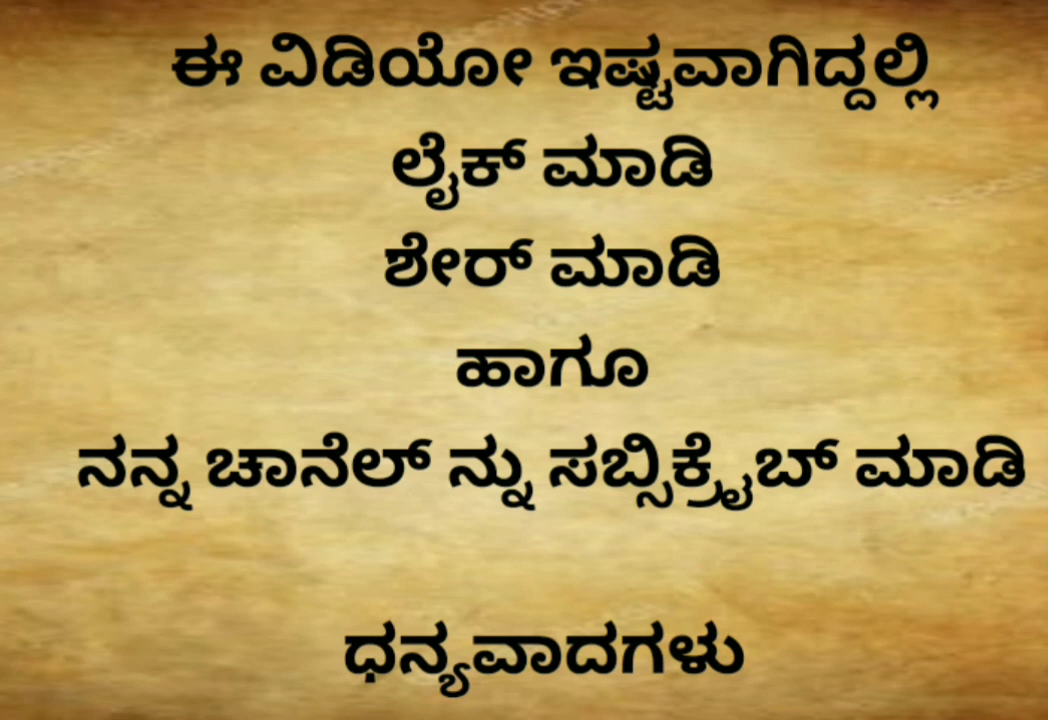 ಈ ವಿಡಿಯೋ ಇಷ್ಟವಾಗಿದ್ದಲ್ಲಿ
ಲೈಕ್ ಮಾಡಿ
ಶೇರ್ ಮಾಡಿ
ಹಾಗೂ
ನನ್ನ ಚಾನೆಲ್ ನ್ನು ಸಬ್ಸಿಕ್ರೈಬ್ ಮಾಡಿ
ಧನ್ಯವಾದಗಳು